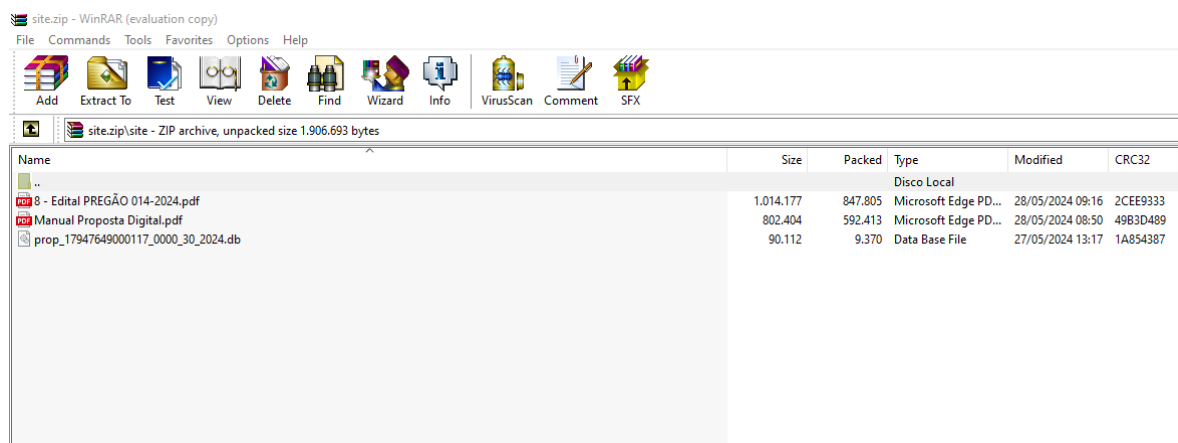 site.zip - WinRAR (evaluation copy)
File Commands Tools Favorites Options Help
Add Extract To Test View Delete Find Wizard Info VirusScan Comment SFX
site.zip\site - ZIP archive, unpacked size 1.906.693 bytes
Name Size Packed Type Modified CRC32
.. Disco Local
8 - Edital PREGÃO 014-2024.pdf 1.014.177 847.805 Microsoft Edge PD... 28/05/2024 09:16 2CEE9333
Manual Proposta Digital.pdf 802.404 592.413 Microsoft Edge PD... 28/05/2024 08:50 49B3D489
prop_17947649000117_0000_30_2024.db 90.112 9.370 Data Base File 27/05/2024 13:17 1A854387